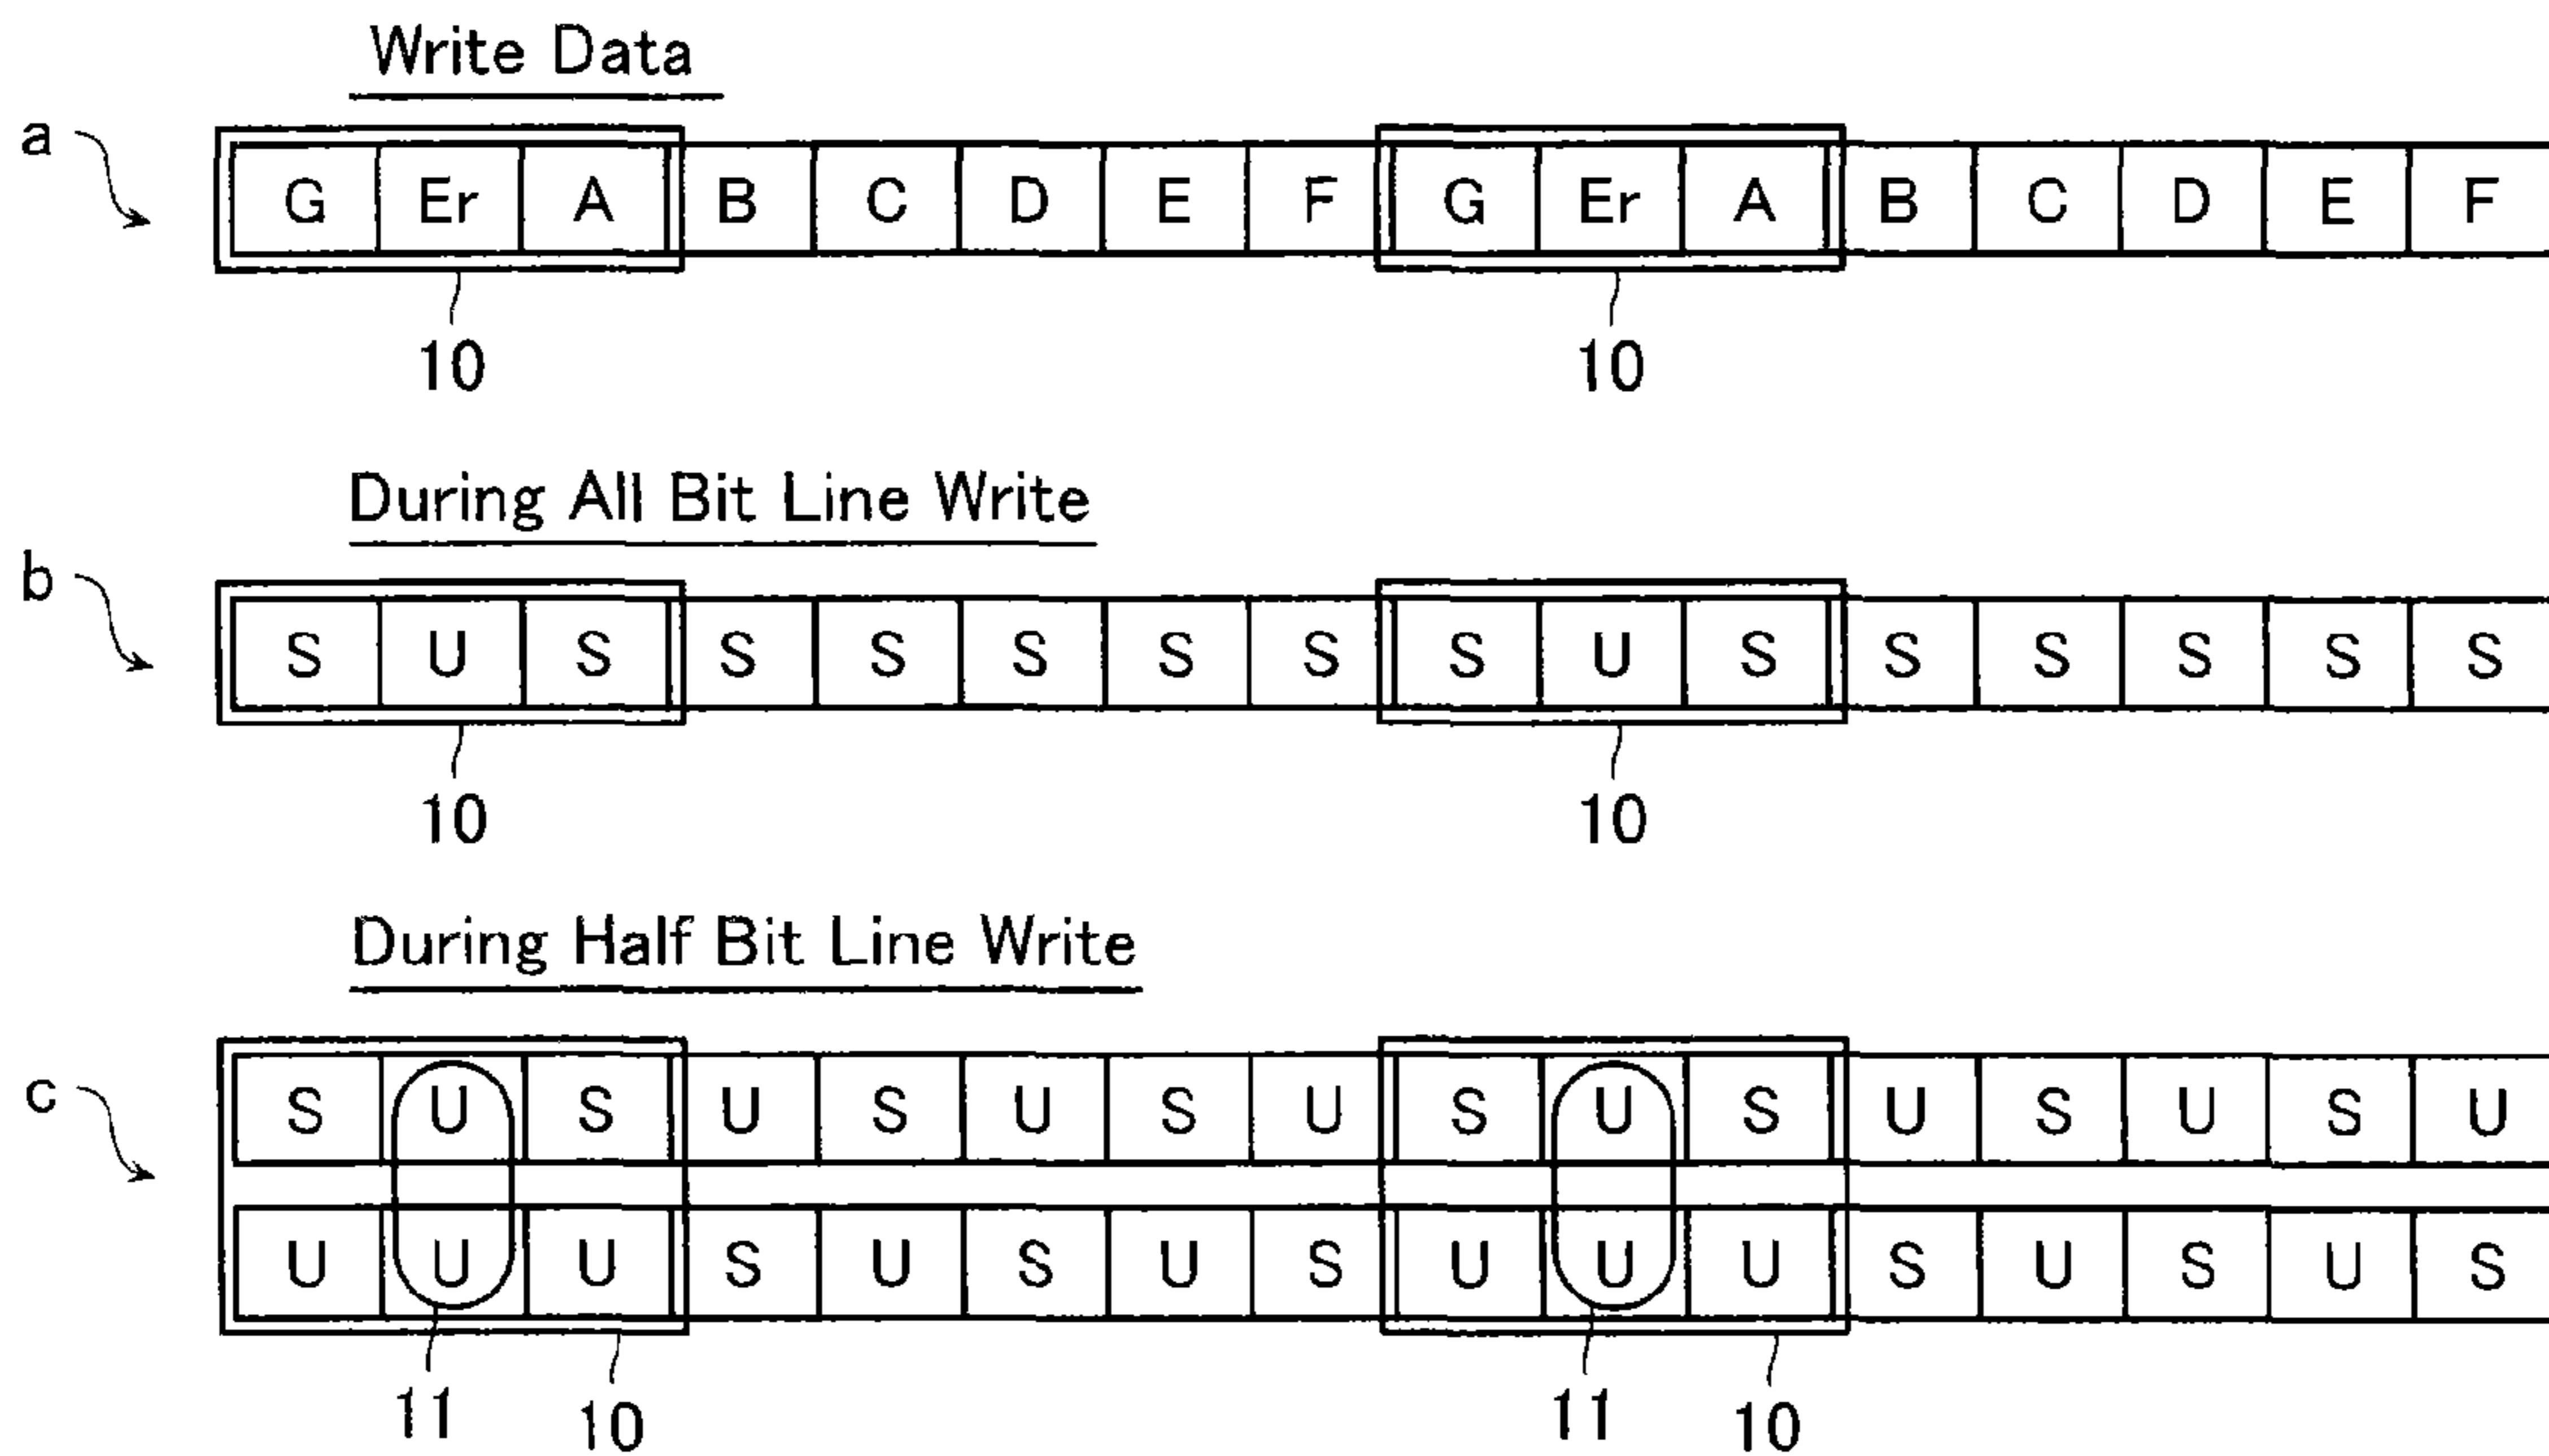 Write Data
a
G Er A B C D E F G Er A B C D E F
10 10
During All Bit Line Write
b
S U S S S S S S S U S S S S S S
10 10
During Half Bit Line Write
c
S U S U S U S U S U S U S U S U
U U U S U S U S U U U S U S U S
11 10 11 10